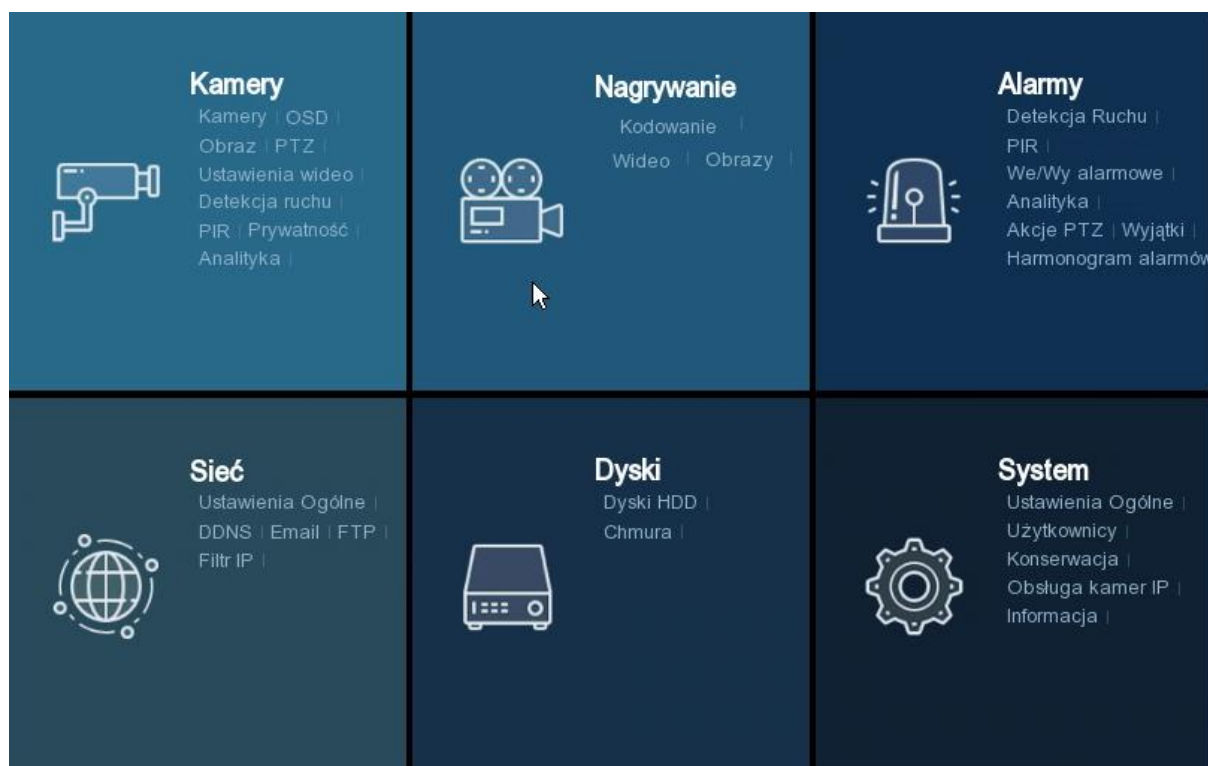 Kamery
Kamery | OSD |
Obraz | PTZ |
Ustawienia wideo |
Detekcja ruchu |
PIR | Prywatność |
Analityka |
Nagrywanie
Kodowanie |
Wideo | Obrazy |
Alarmy
Detekcja Ruchu |
PIR |
We/Wy alarmowe |
Analityka |
Akcje PTZ | Wyjątki |
Harmonogram alarmów
Sieć
Ustawienia Ogólne |
DDNS | Email | FTP |
Filtr IP |
Dyski
Dyski HDD |
Chmura |
System
Ustawienia Ogólne |
Użytkownicy |
Konserwacja |
Obsługa kamer IP |
Informacja |